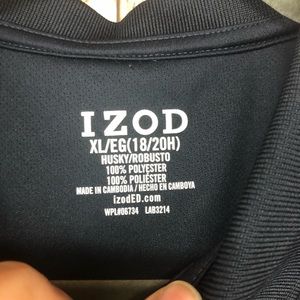 IZOD
XL/EG(18/20H)
HUSKY/ROBUSTO
100% POLYESTER
100% POLIÉSTER
MADE IN CAMBODIA / HECHO EN CAMBOYA
izodED.com
WPL#06734 LAB3214